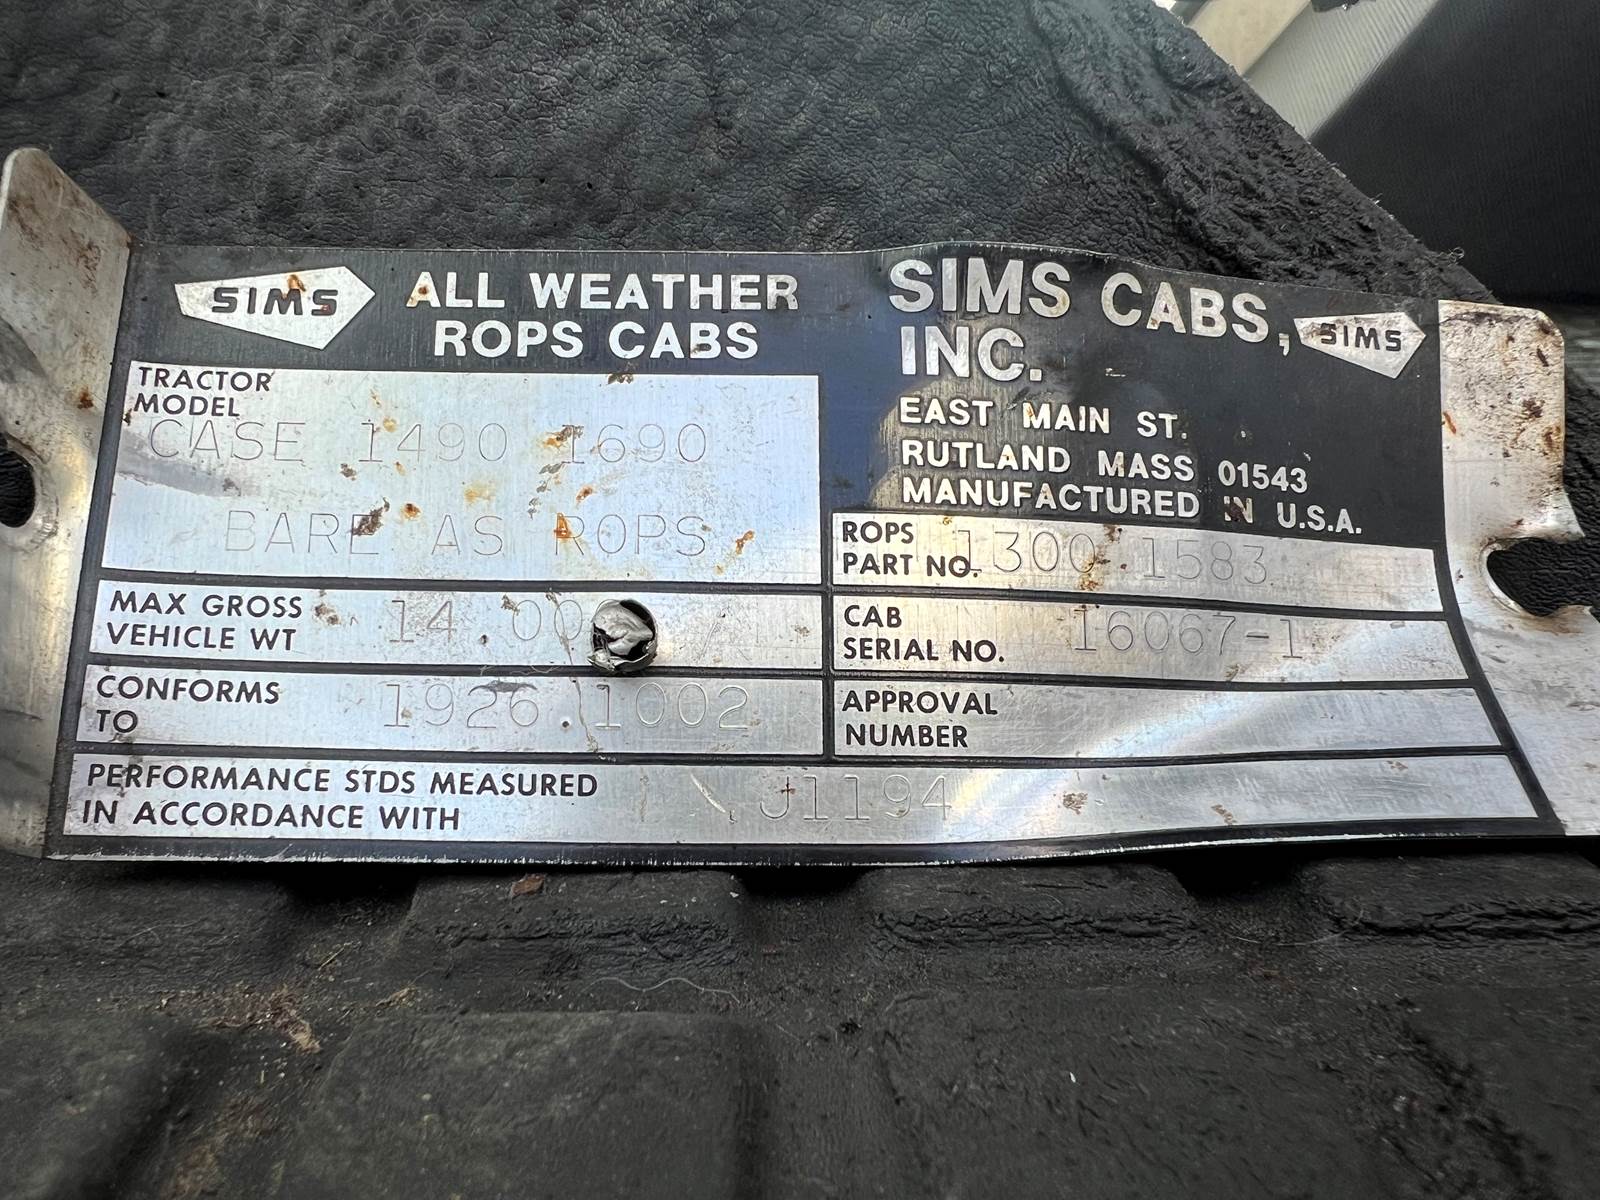 SIMS
ALL WEATHER
ROPS CABS
SIMS CABS,
INC.
SIMS
EAST MAIN ST.
RUTLAND MASS 01543
MANUFACTURED IN U.S.A.
TRACTOR
MODEL
CASE 1490 1690
BARE AS ROPS
ROPS
PART NO. 1300 1583
MAX GROSS
VEHICLE WT 14
CAB
SERIAL NO. 16067-1
CONFORMS
TO 1926.1002
APPROVAL
NUMBER
PERFORMANCE STDS MEASURED
IN ACCORDANCE WITH J1194